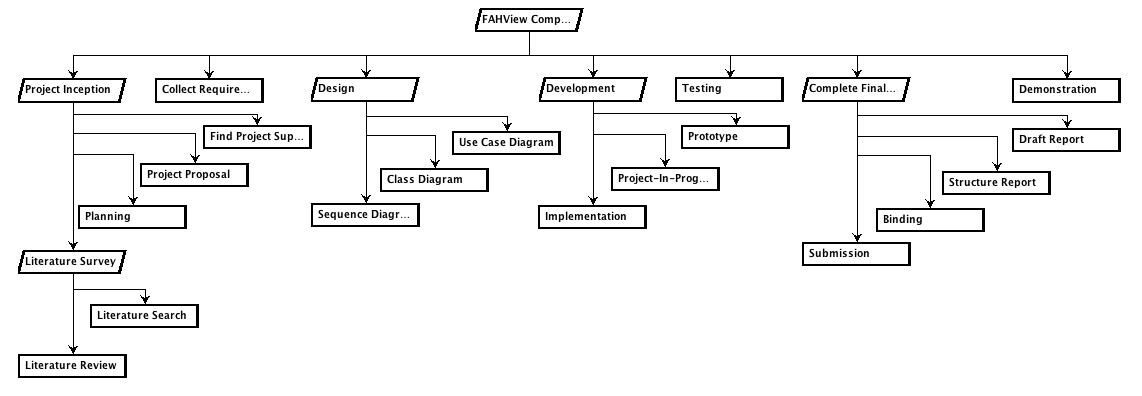 FAHView Comp...
Project Inception
Collect Require...
Design
Development
Testing
Complete Final...
Demonstration
Find Project Sup...
Use Case Diagram
Prototype
Draft Report
Project Proposal
Class Diagram
Project-In-Prog...
Structure Report
Planning
Sequence Diagr...
Implementation
Binding
Submission
Literature Survey
Literature Search
Literature Review